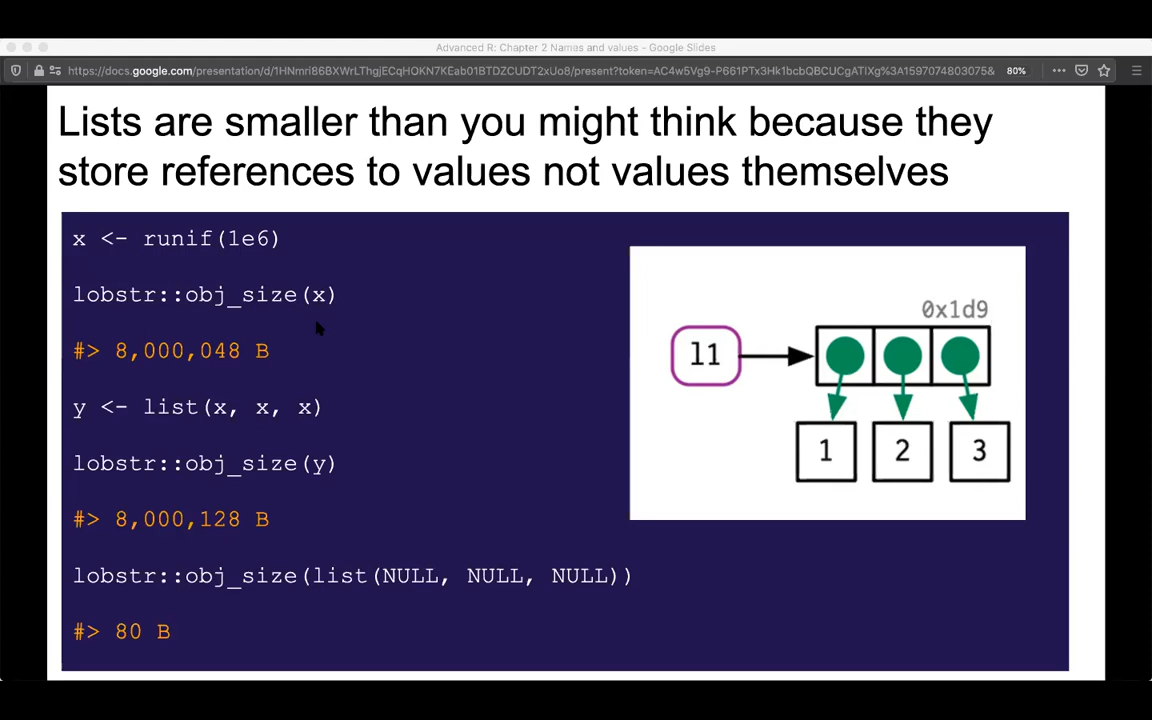 Advanced R: Chapter 2 Names and values - Google Slides
https://docs.google.com/presentation/d/1HNmri86BXWrLThgjECqHOKN7KEab01BTDZCUDT2xUo8/present?token=AC4w5Vg9-P661PTx3Hk1bcbQBCUCgATIXg%3A1597074803075&
80%
Lists are smaller than you might think because they
store references to values not values themselves
x <- runif(1e6)
lobstr::obj_size(x)
#> 8,000,048 B
y <- list(x, x, x)
lobstr::obj_size(y)
#> 8,000,128 B
lobstr::obj_size(list(NULL, NULL, NULL))
#> 80 B
0x1d9
l1
1 2 3